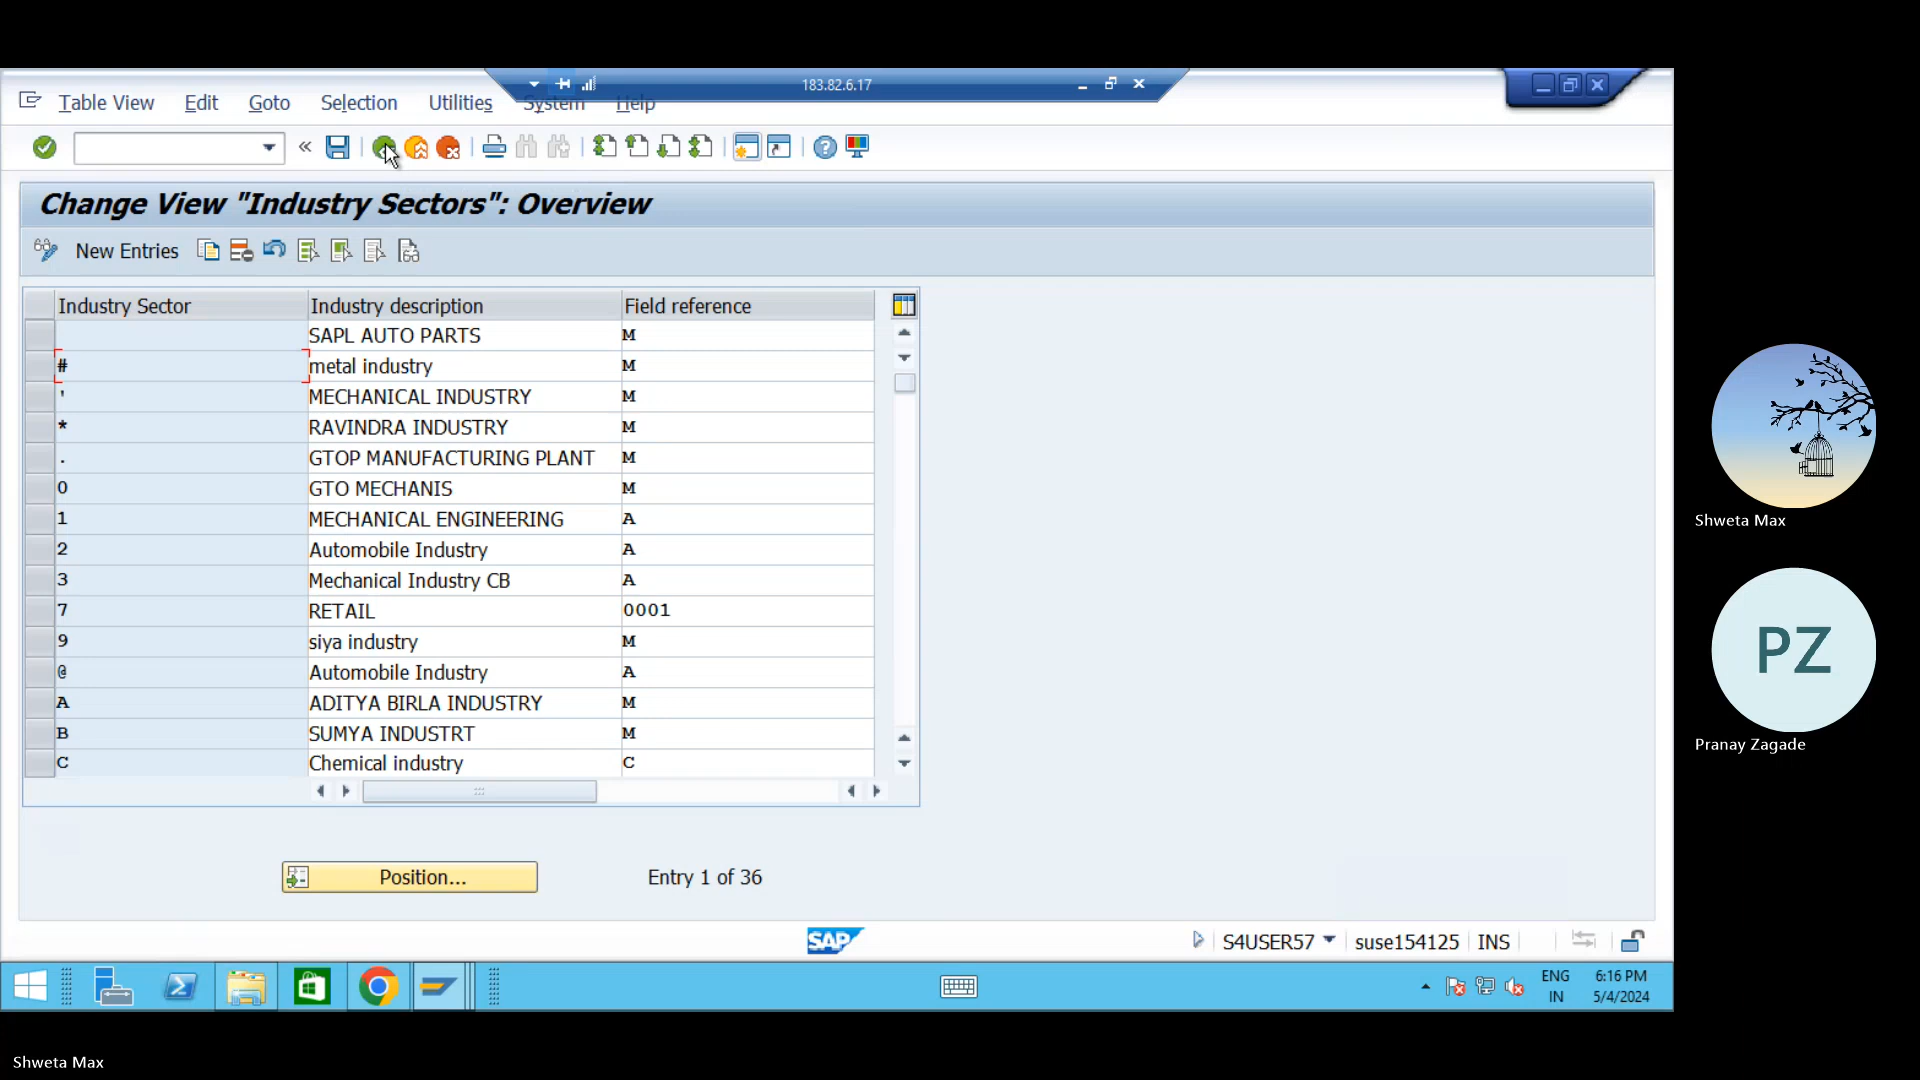 183.82.6.17
Table View Edit Goto Selection Utilities System Help
Change View "Industry Sectors": Overview
New Entries
Industry Sector Industry description Field reference
SAPL AUTO PARTS M
# metal industry M
' MECHANICAL INDUSTRY M
* RAVINDRA INDUSTRY M
. GTOP MANUFACTURING PLANT M
0 GTO MECHANIS M
1 MECHANICAL ENGINEERING A
2 Automobile Industry A
3 Mechanical Industry CB A
7 RETAIL 0001
9 siya industry M
@ Automobile Industry A
A ADITYA BIRLA INDUSTRY M
B SUMYA INDUSTRT M
C Chemical industry C
Position... Entry 1 of 36
SAP S4USER57 suse154125 INS
ENG 6:16 PM
IN 5/4/2024
Shweta Max
PZ
Pranay Zagade
Shweta Max